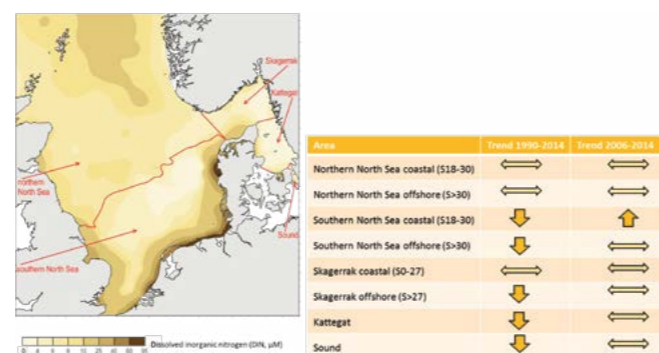 Skagerrak
Kattegat
northern
North Sea
Sound
southern North Sea
Dissolved inorganic nitrogen (DIN, µM)
Area Trend 1990-2014 Trend 2006-2014
Northern North Sea coastal (S18-30)
Northern North Sea offshore (S>30)
Southern North Sea coastal (S18-30)
Southern North Sea offshore (S>30)
Skagerrak coastal (S0-27)
Skagerrak offshore (S>27)
Kattegat
Sound